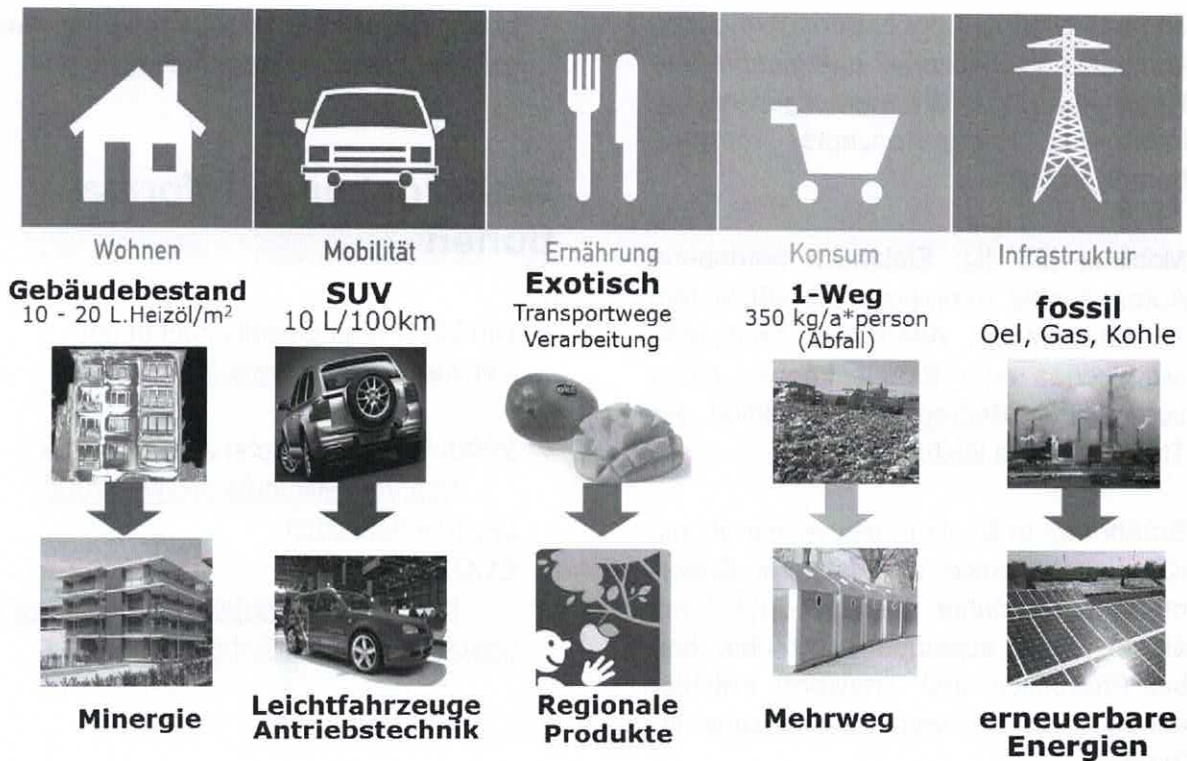 Wohnen
Gebäudebestand
10 - 20 L.Heizöl/m²
Minergie
Mobilität
SUV
10 L/100km
Leichtfahrzeuge
Antriebstechnik
Ernährung
Exotisch
Transportwege
Verarbeitung
Regionale
Produkte
Konsum
1-Weg
350 kg/a*person
(Abfall)
Mehrweg
Infrastruktur
fossil
Oel, Gas, Kohle
erneuerbare
Energien